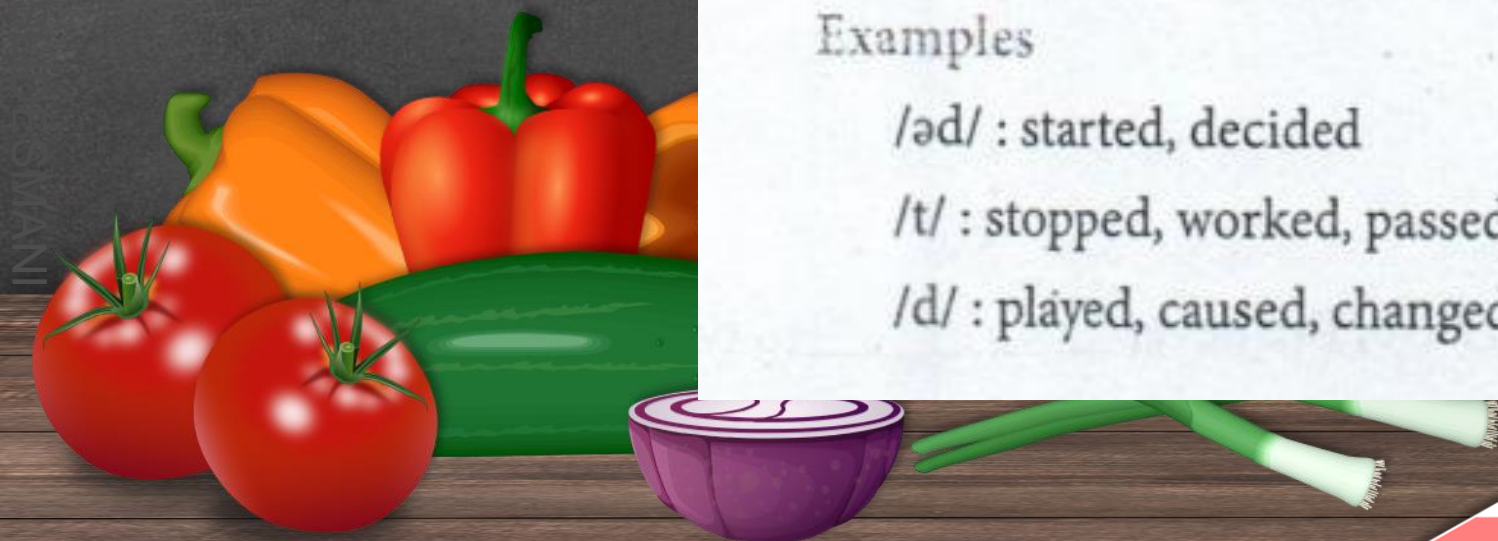 Examples
/əd/ : started, decided
/t/ : stopped, worked, passed
/d/ : played, caused, changed